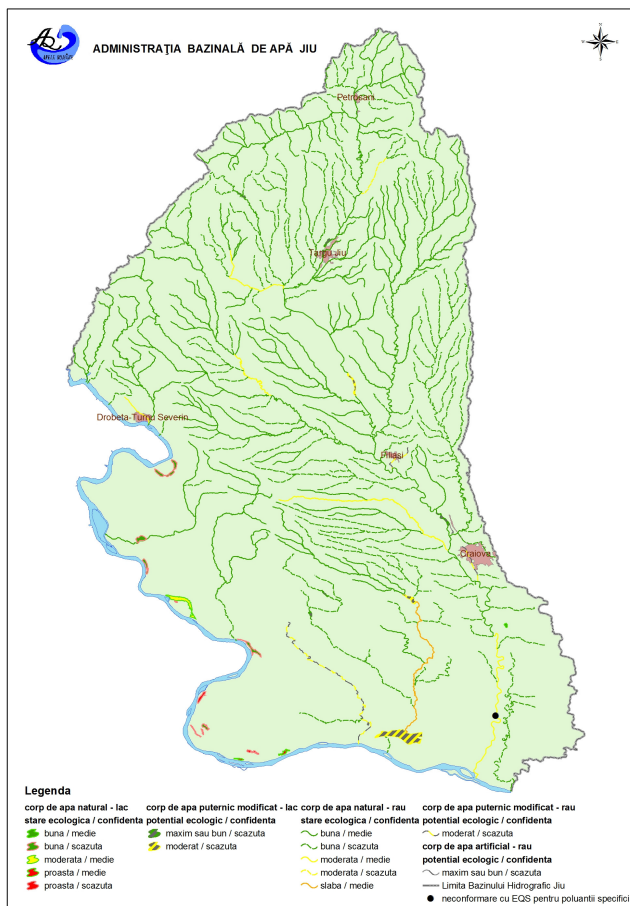 APELE ROMÂNE
ADMINISTRAŢIA BAZINALĂ DE APĂ JIU
N
Petroşani
Targu Jiu
Drobeta-Turnu Severin
Filiaşi
Craiova
Legenda
corp de apa natural - lac
stare ecologica / confidenta
buna / medie
buna / scazuta
moderata / medie
proasta / medie
proasta / scazuta
corp de apa puternic modificat - lac
potential ecologic / confidenta
maxim sau bun / scazuta
moderat / scazuta
corp de apa natural - rau
stare ecologica / confidenta
buna / medie
buna / scazuta
moderata / medie
moderata / scazuta
slaba / medie
corp de apa puternic modificat - rau
potential ecologic / confidenta
moderat / scazuta
corp de apa artificial - rau
potential ecologic / confidenta
maxim sau bun / scazuta
Limita Bazinului Hidrografic Jiu
neconformare cu EQS pentru poluantii specifici